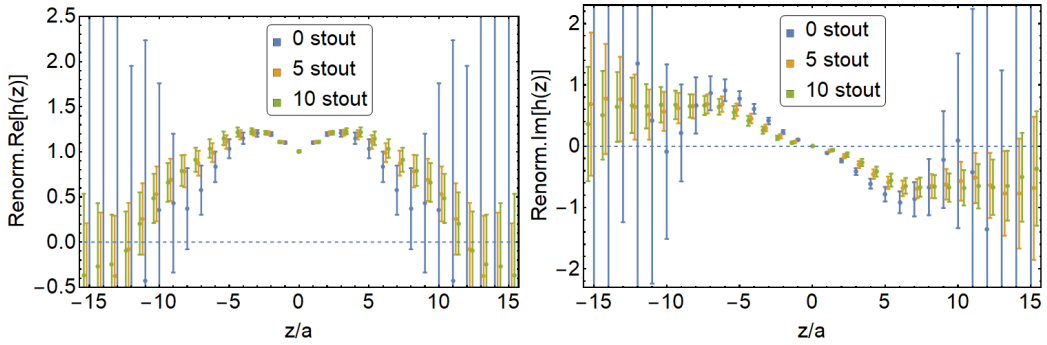 2.5
2.0
1.5
1.0
0.5
0.0
−0.5
Renorm.Re[h(z)]
0 stout
5 stout
10 stout
−15 −10 −5 0 5 10 15
z/a
2
1
0
−1
−2
Renorm.Im[h(z)]
0 stout
5 stout
10 stout
−15 −10 −5 0 5 10 15
z/a